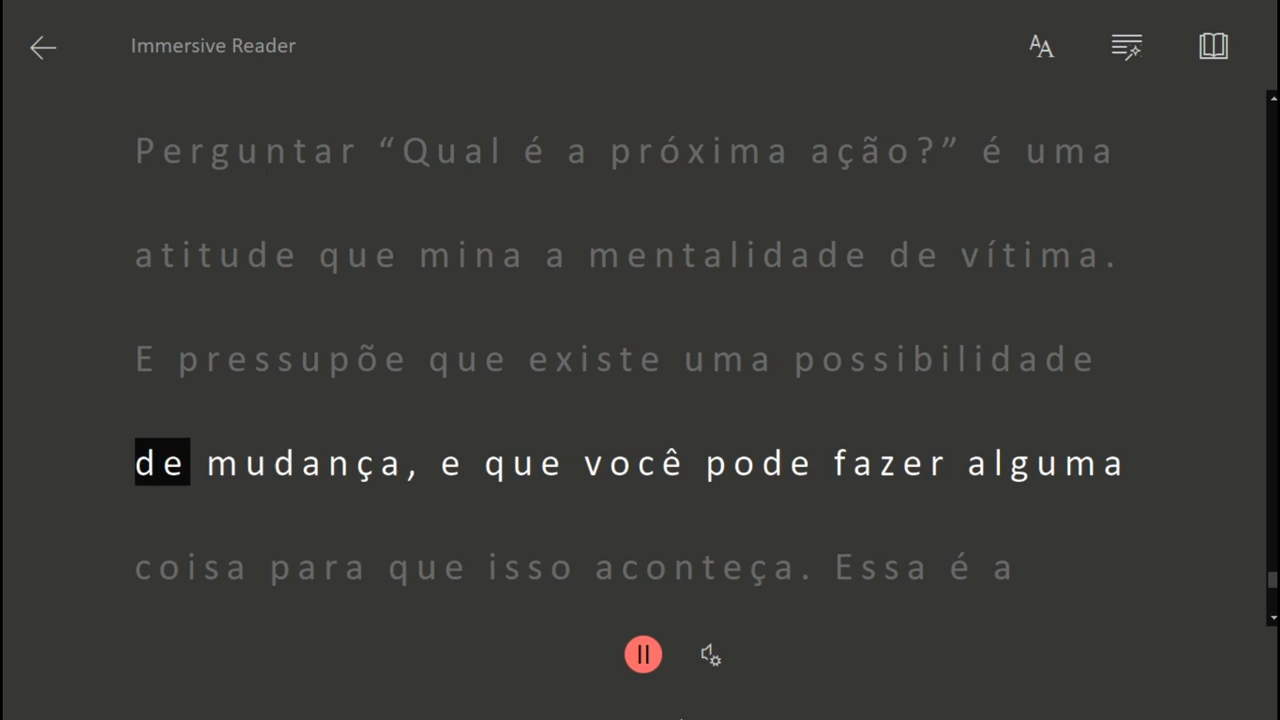 Immersive Reader
Perguntar “Qual é a próxima ação?” é uma
atitude que mina a mentalidade de vítima.
E pressupõe que existe uma possibilidade
de mudança, e que você pode fazer alguma
coisa para que isso aconteça. Essa é a